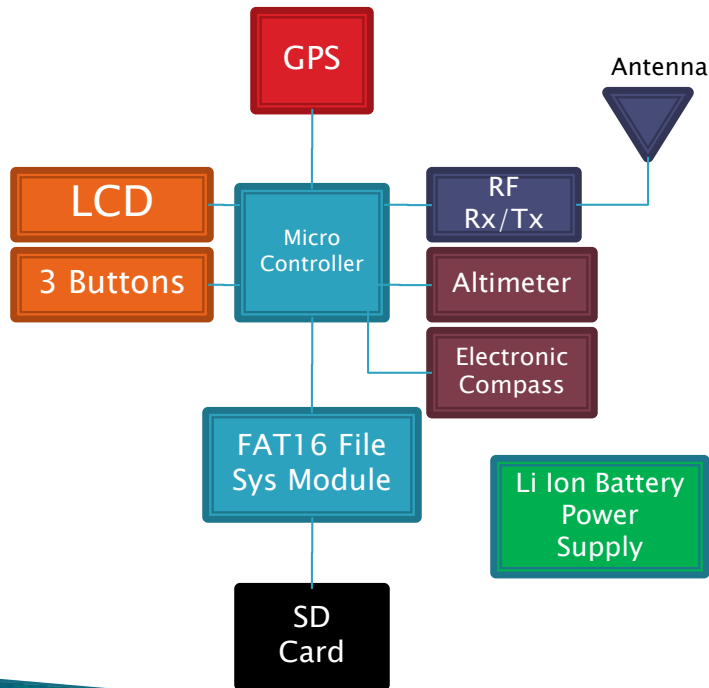 GPS
Antenna
LCD
RF
Rx/Tx
Micro
Controller
3 Buttons
Altimeter
Electronic
Compass
FAT16 File
Sys Module
Li Ion Battery
Power
Supply
SD
Card